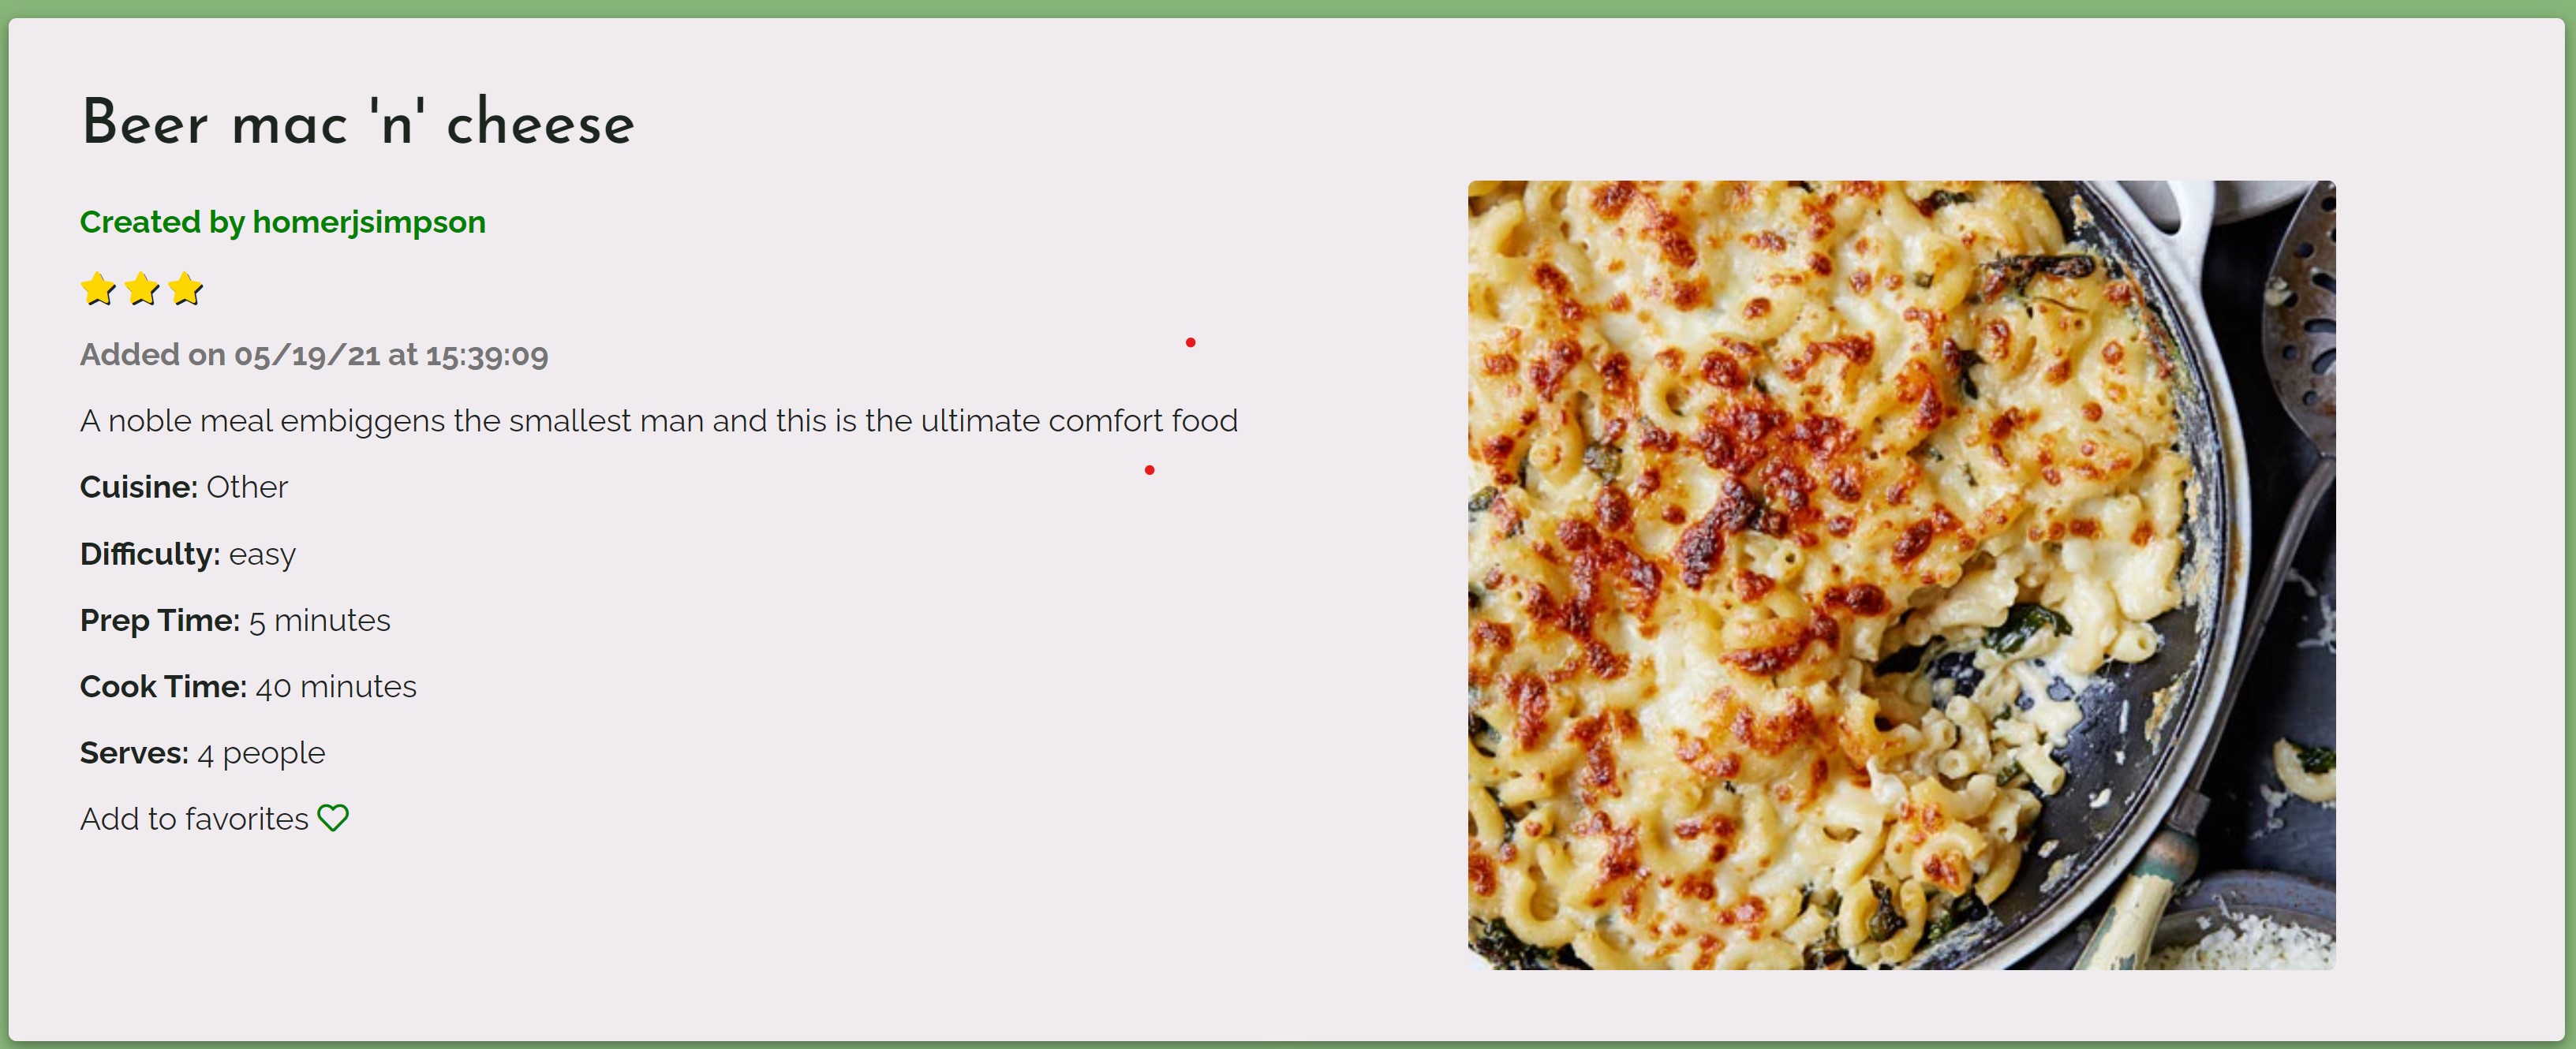 Beer mac 'n' cheese
Created by homerjsimpson
Added on 05/19/21 at 15:39:09
A noble meal embiggens the smallest man and this is the ultimate comfort food
Cuisine: Other
Difficulty: easy
Prep Time: 5 minutes
Cook Time: 40 minutes
Serves: 4 people
Add to favorites